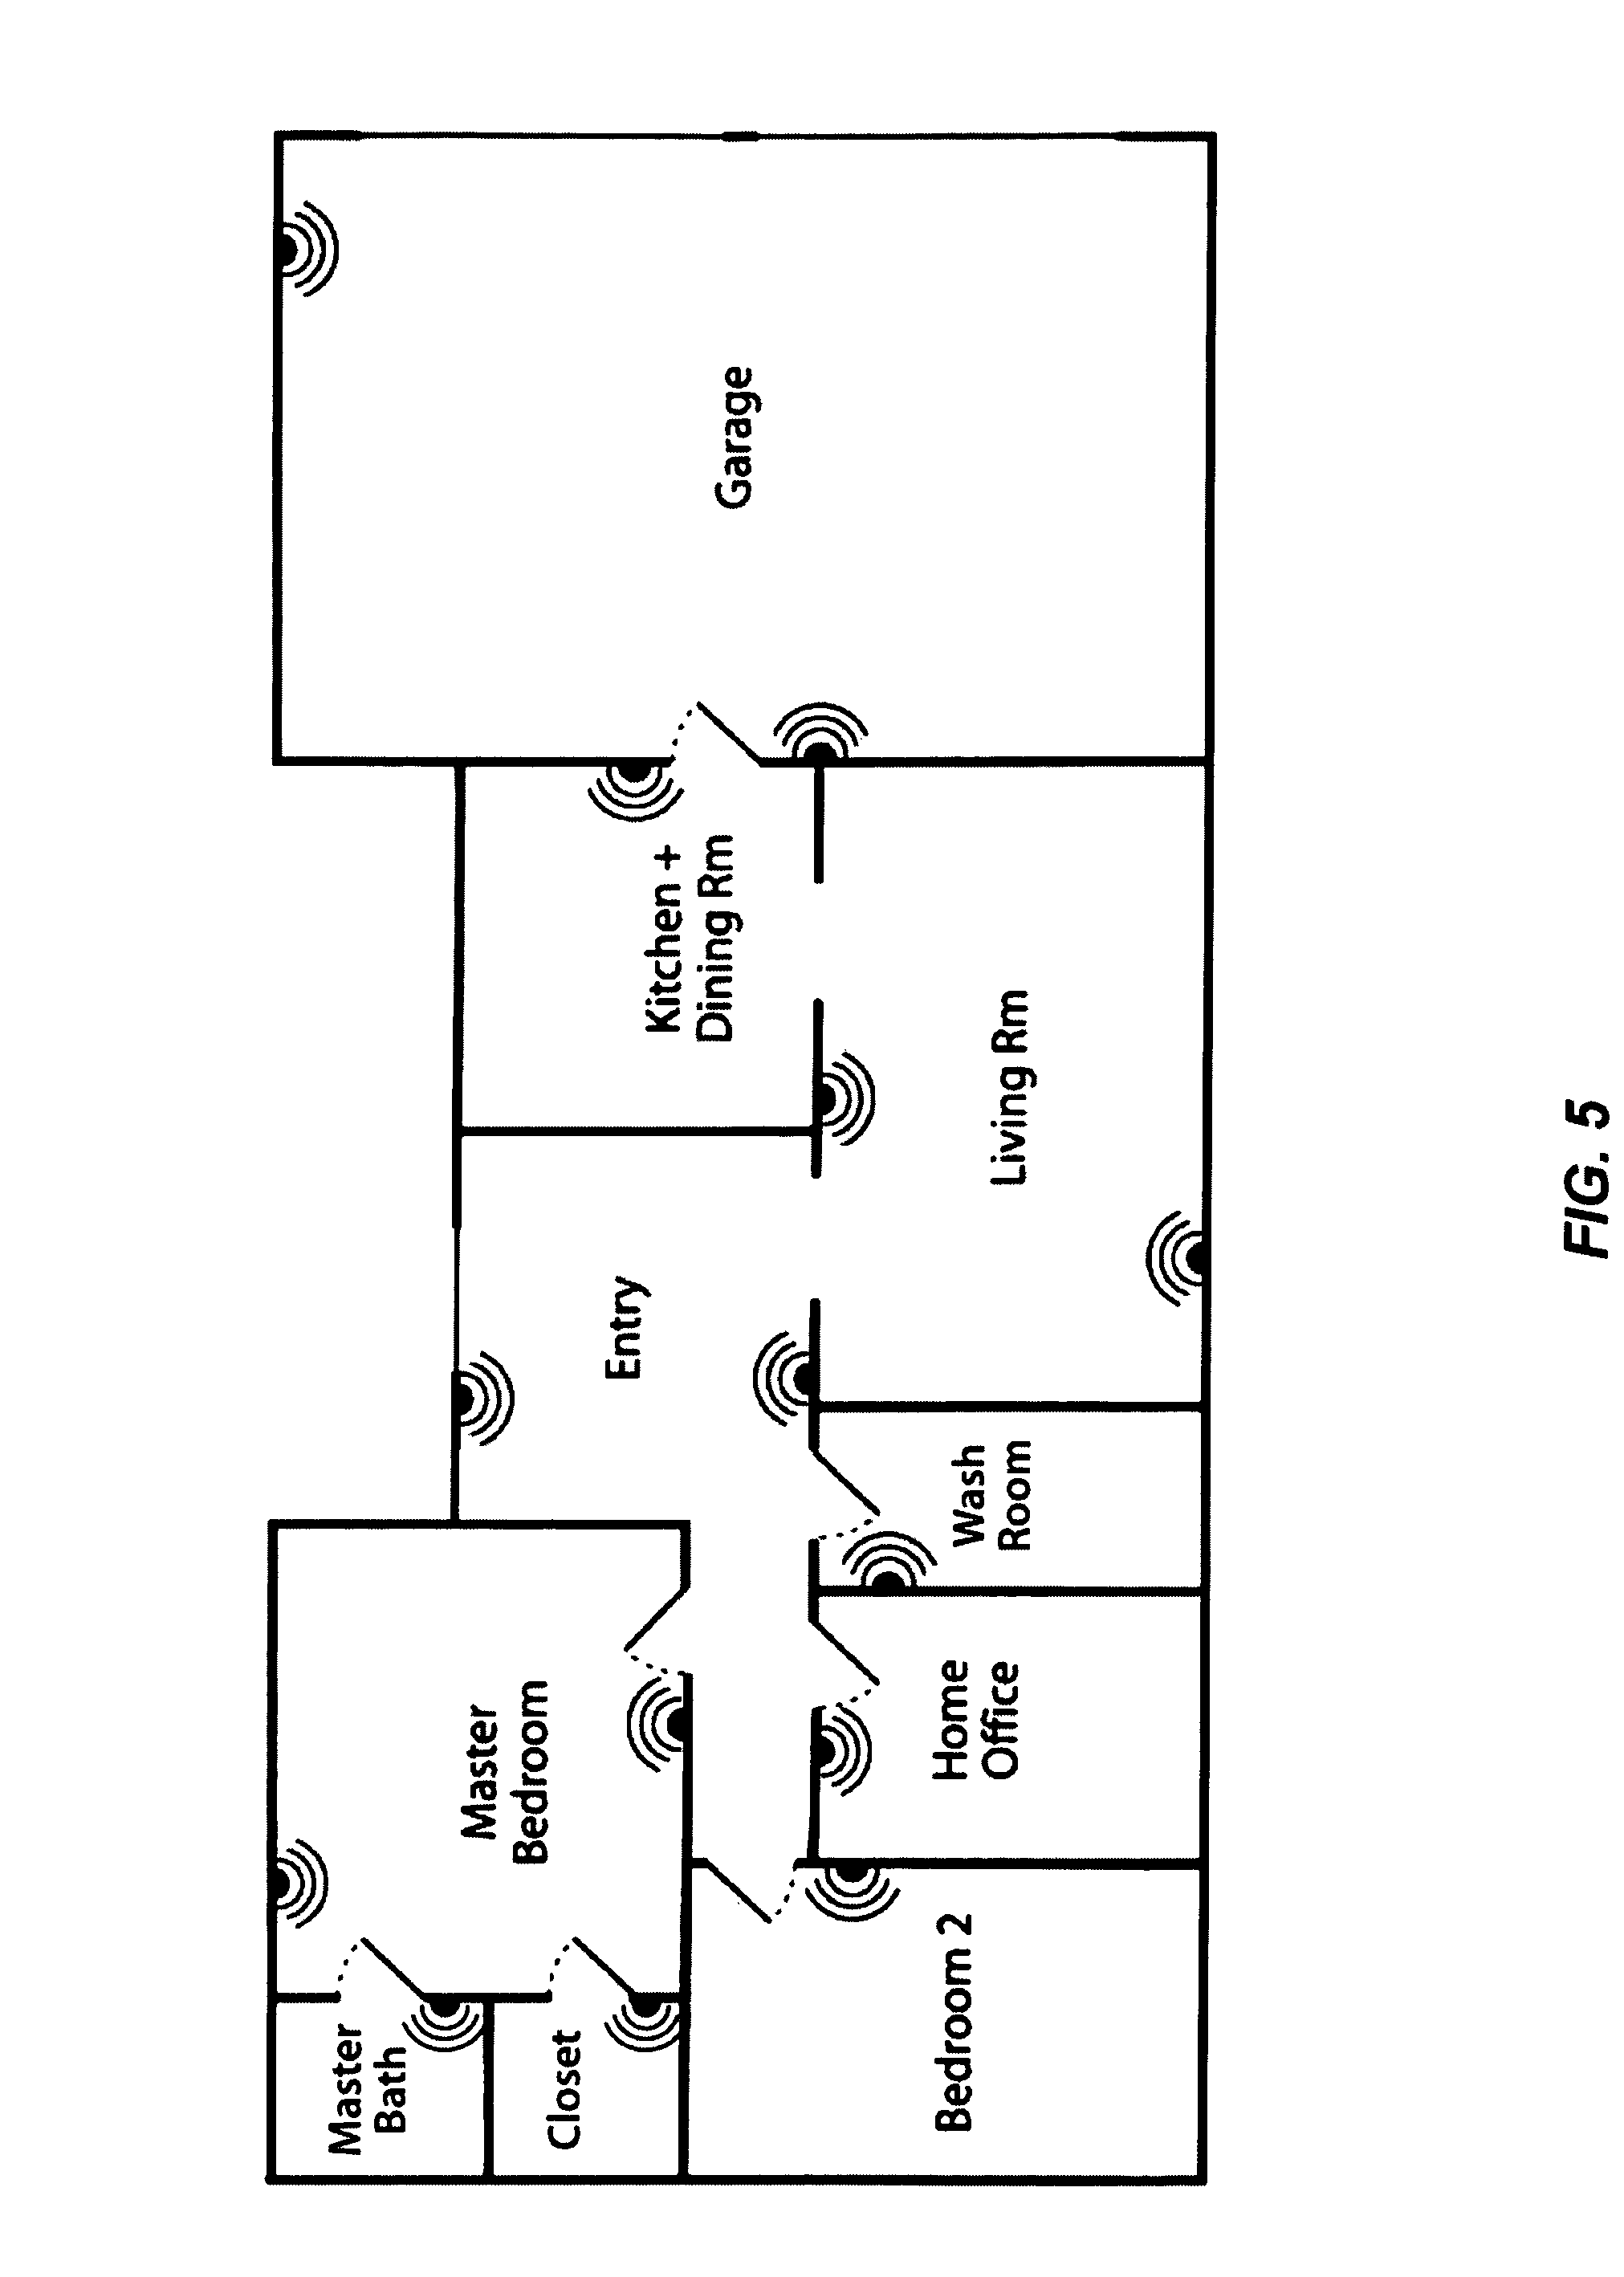 Master
Bath
Closet
Master
Bedroom
Bedroom 2
Home
Office
Wash
Room
Entry
Living Rm
Kitchen +
Dining Rm
Garage
FIG. 5